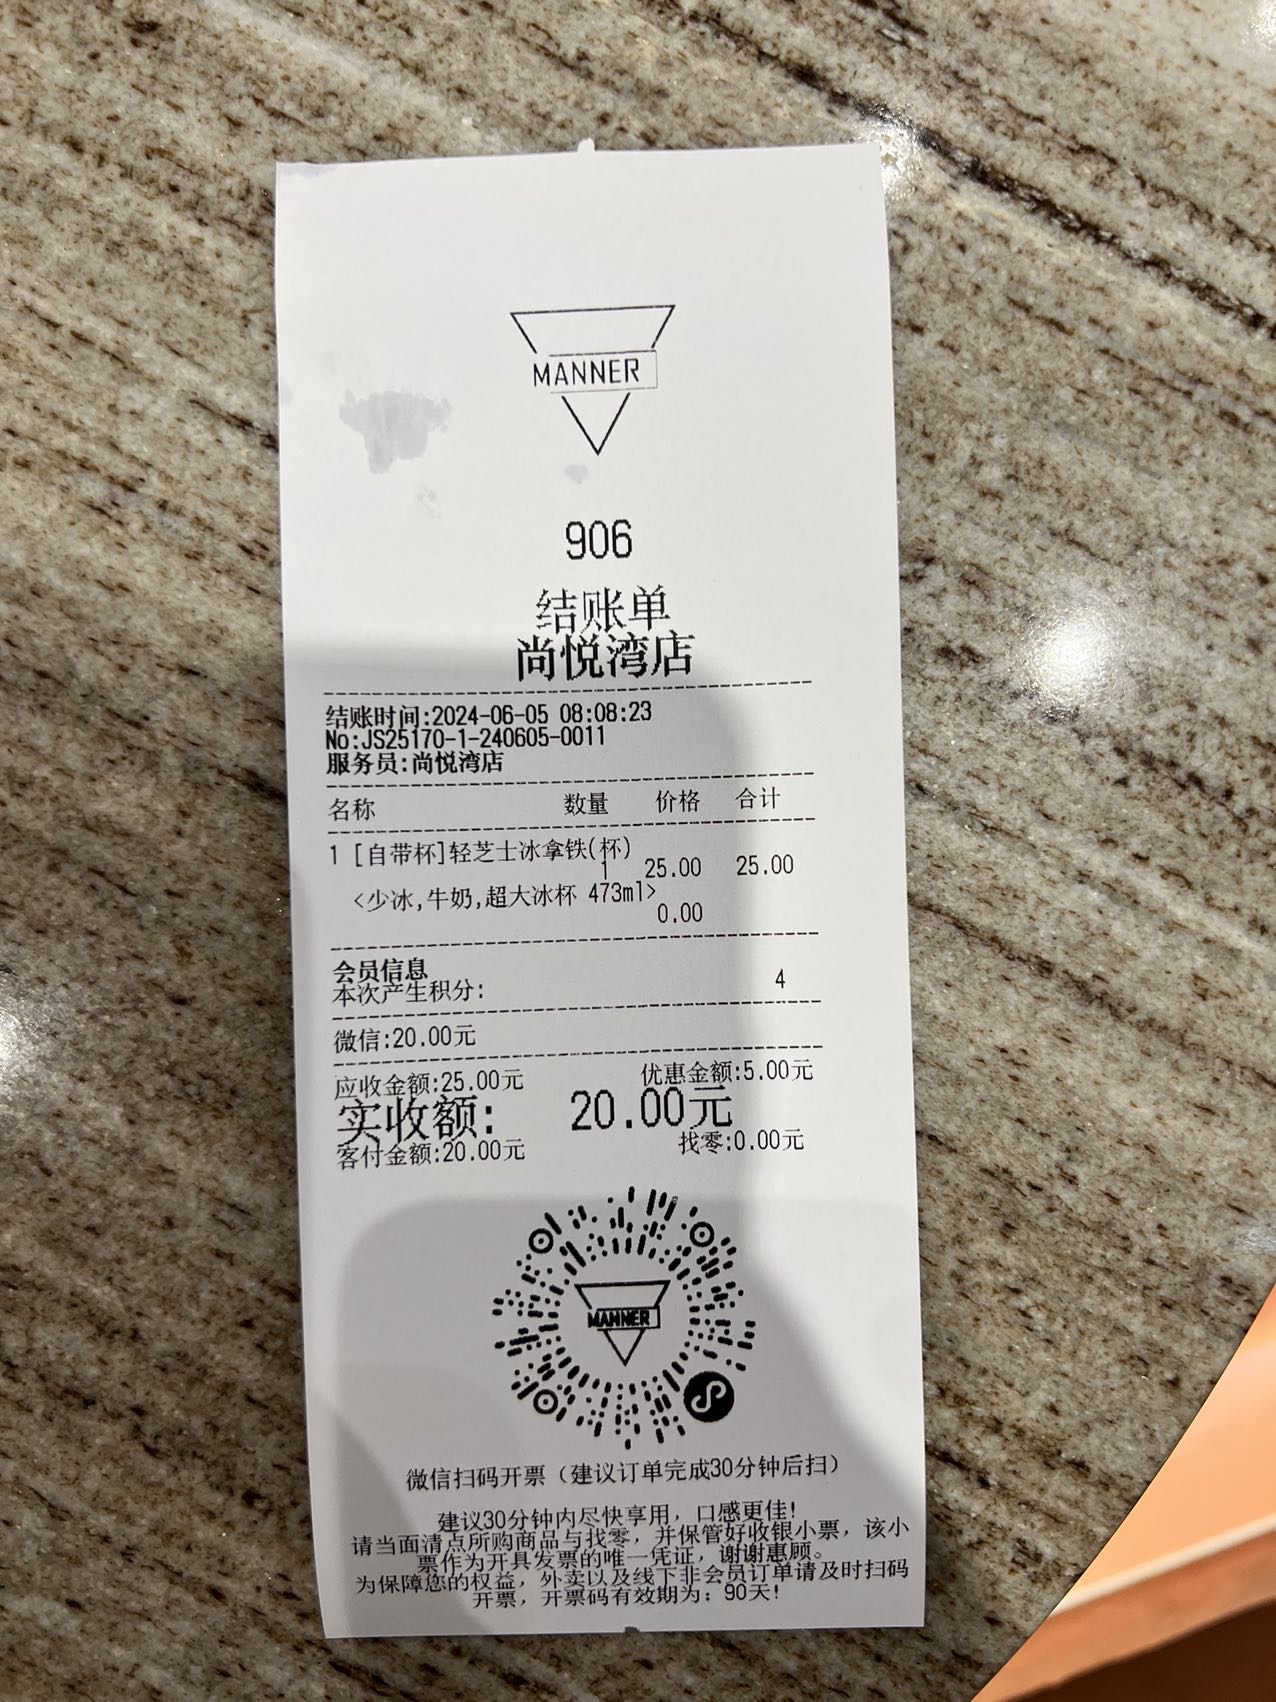 MANNER
906
结账单
尚悦湾店
结账时间:2024-06-05 08:08:23
No:JS25170-1-240605-0011
服务员:尚悦湾店
名称 数量 价格 合计
1 [自带杯]轻芝士冰拿铁(杯)
1 25.00 25.00
<少冰,牛奶,超大冰杯 473ml>
0.00
会员信息
本次产生积分: 4
微信:20.00元
应收金额:25.00元 优惠金额:5.00元
实收额: 20.00元
客付金额:20.00元 找零:0.00元
MANNER
微信扫码开票（建议订单完成30分钟后扫）
建议30分钟内尽快享用，口感更佳!
请当面清点所购商品与找零，并保管好收银小票，该小
票作为开具发票的唯一凭证，谢谢惠顾。
为保障您的权益，外卖以及线下非会员订单请及时扫码
开票，开票码有效期为：90天!